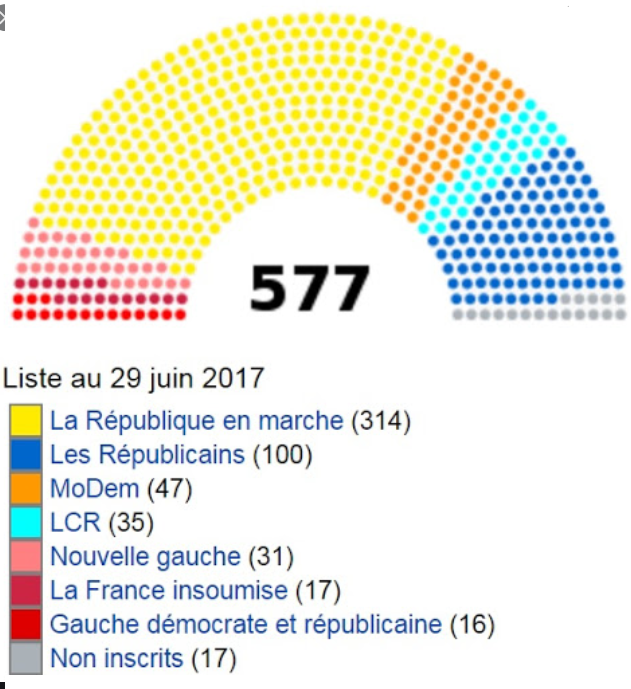 577
Liste au 29 juin 2017
La République en marche (314)
Les Républicains (100)
MoDem (47)
LCR (35)
Nouvelle gauche (31)
La France insoumise (17)
Gauche démocrate et républicaine (16)
Non inscrits (17)